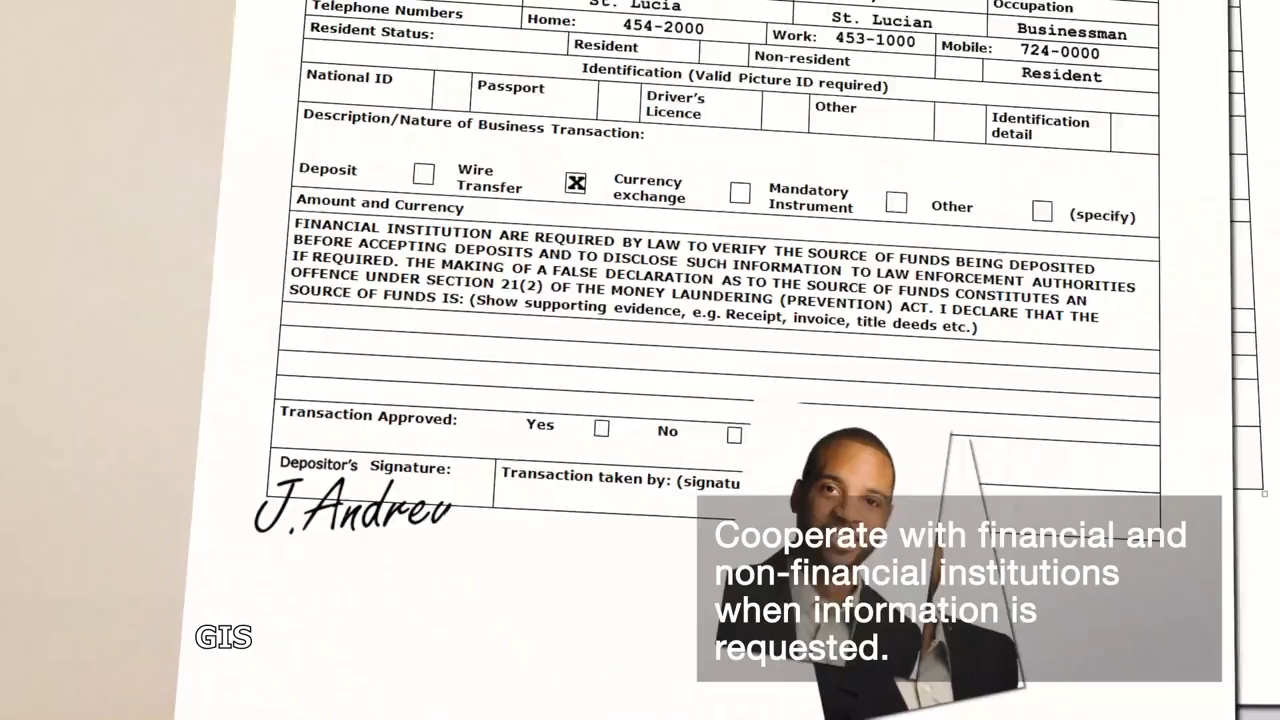 St. Lucia
St. Lucian
Occupation
Businessman
Telephone Numbers
Home: 454-2000
Work: 453-1000
Mobile: 724-0000
Resident Status:
Resident
Non-resident
Resident
Identification (Valid Picture ID required)
National ID
Passport
Driver's
Licence
Other
Identification
detail
Description/Nature of Business Transaction:
Deposit
Wire
Transfer
X
Currency
exchange
Mandatory
Instrument
Other
(specify)
Amount and Currency
FINANCIAL INSTITUTION ARE REQUIRED BY LAW TO VERIFY THE SOURCE OF FUNDS BEING DEPOSITED
BEFORE ACCEPTING DEPOSITS AND TO DISCLOSE SUCH INFORMATION TO LAW ENFORCEMENT AUTHORITIES
IF REQUIRED. THE MAKING OF A FALSE DECLARATION AS TO THE SOURCE OF FUNDS CONSTITUTES AN
OFFENCE UNDER SECTION 21(2) OF THE MONEY LAUNDERING (PREVENTION) ACT. I DECLARE THAT THE
SOURCE OF FUNDS IS: (Show supporting evidence, e.g. Receipt, invoice, title deeds etc.)
Transaction Approved:
Yes
No
Depositor's Signature:
Transaction taken by: (signatu
J. Andrew
Cooperate with financial and
non-financial institutions
when information is
requested.
GIS